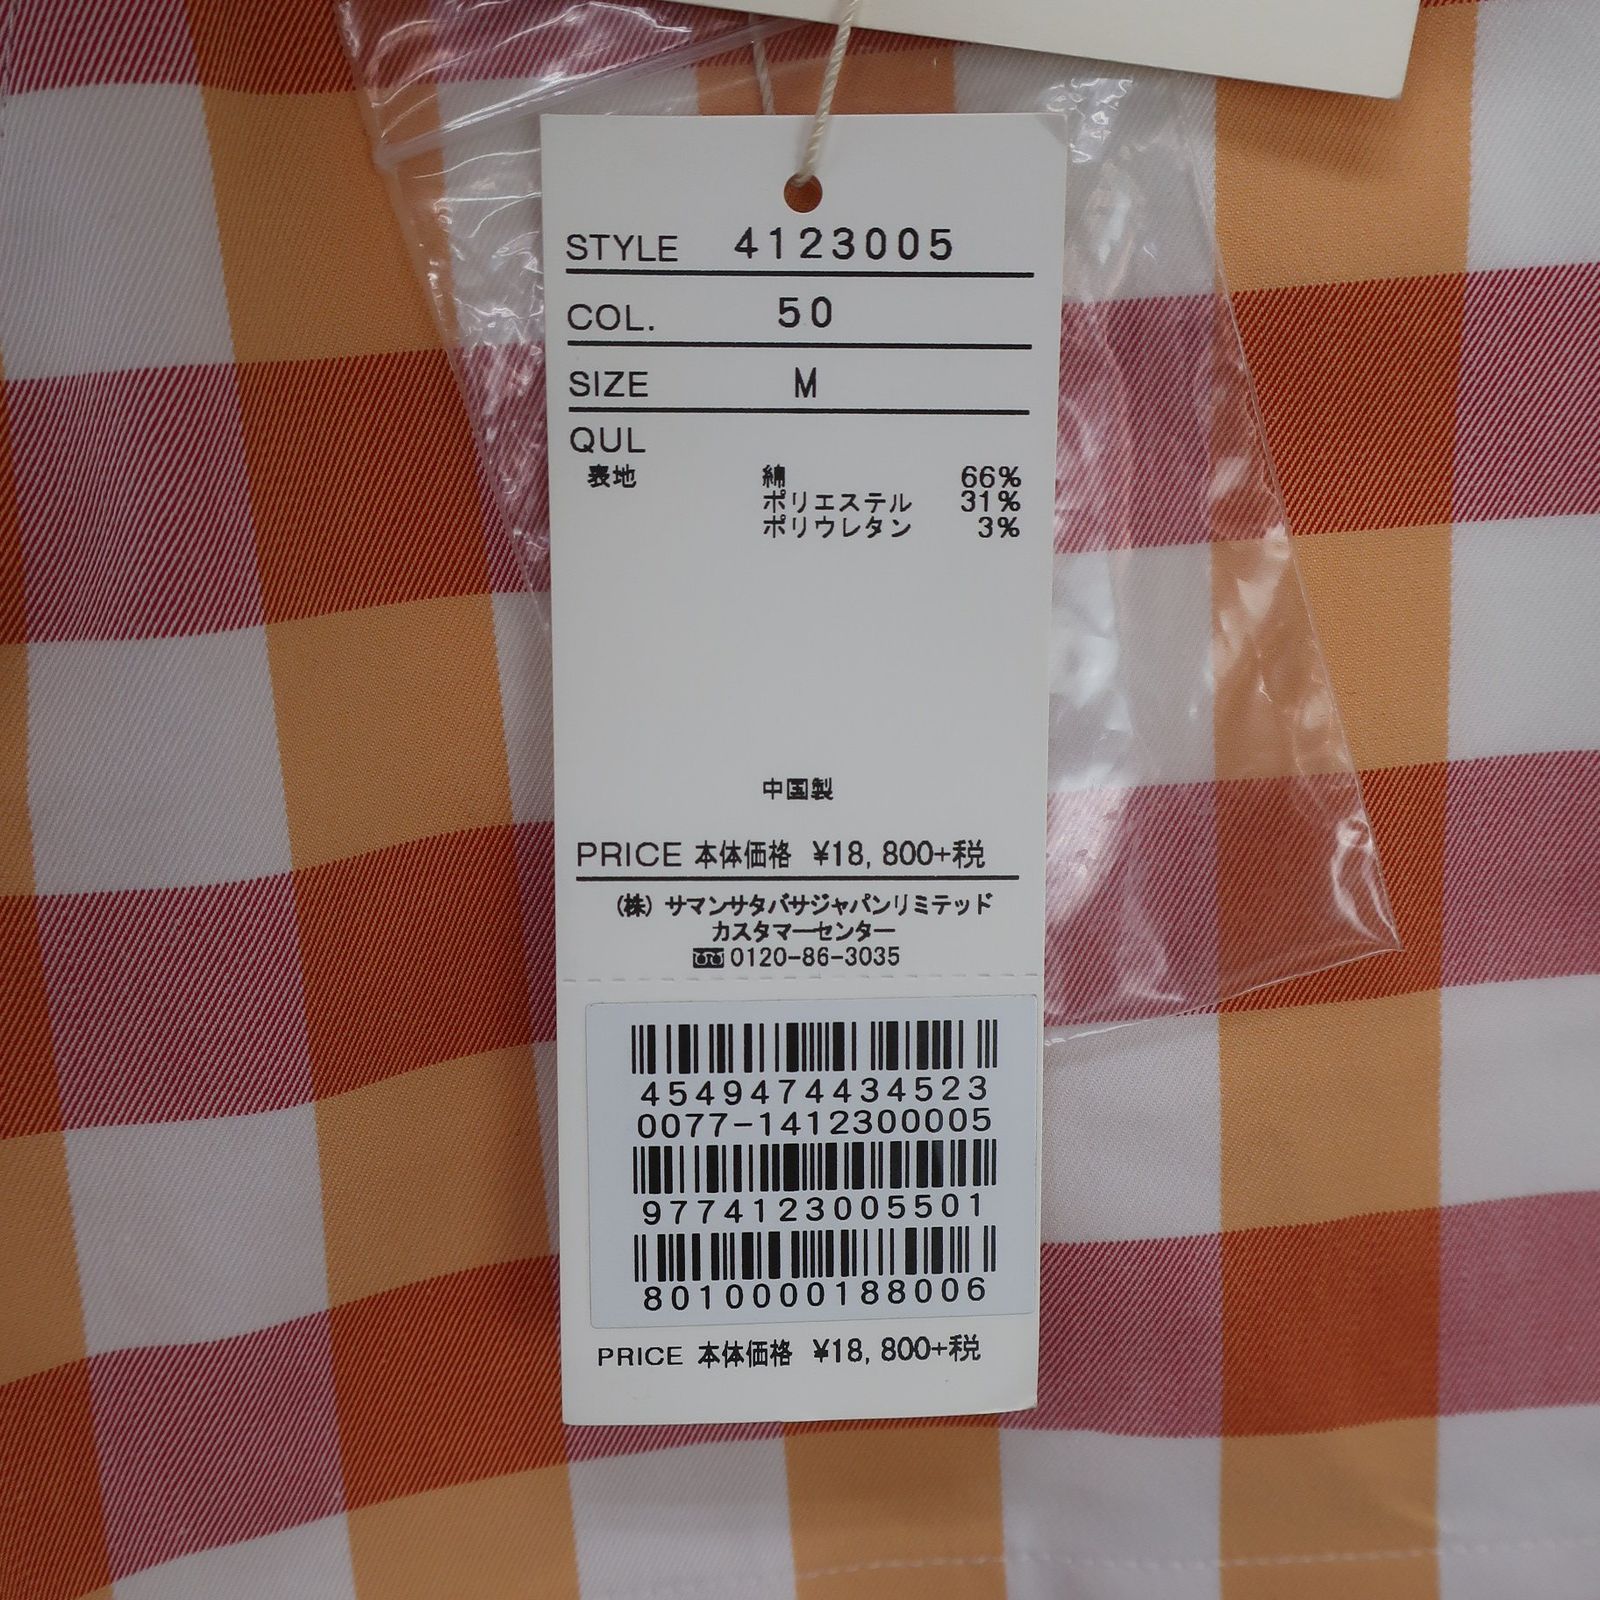 STYLE 4123005
COL. 50
SIZE M
QUL
表地 綿 66%
ポリエステル 31%
ポリウレタン 3%
中国製
PRICE 本体価格 ¥18,800+税
(株) サマンサタバサジャパンリミテッド
カスタマーセンター
0120-86-3035
4549474434523
0077-1412300005
9774123005501
8010000188006
PRICE 本体価格 ¥18,800+税